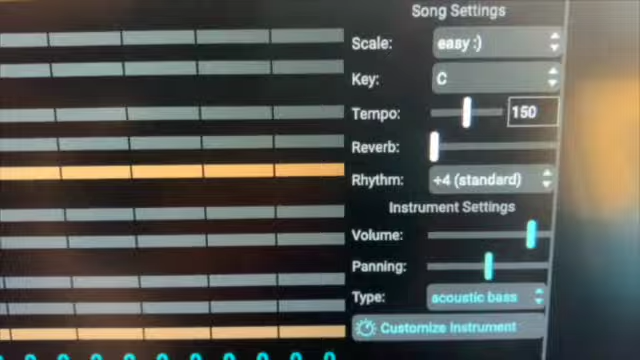 Song Settings
Scale: easy :)
Key: C
Tempo: 150
Reverb:
Rhythm: ÷4 (standard)
Instrument Settings
Volume:
Panning:
Type: acoustic bass
Customize Instrument